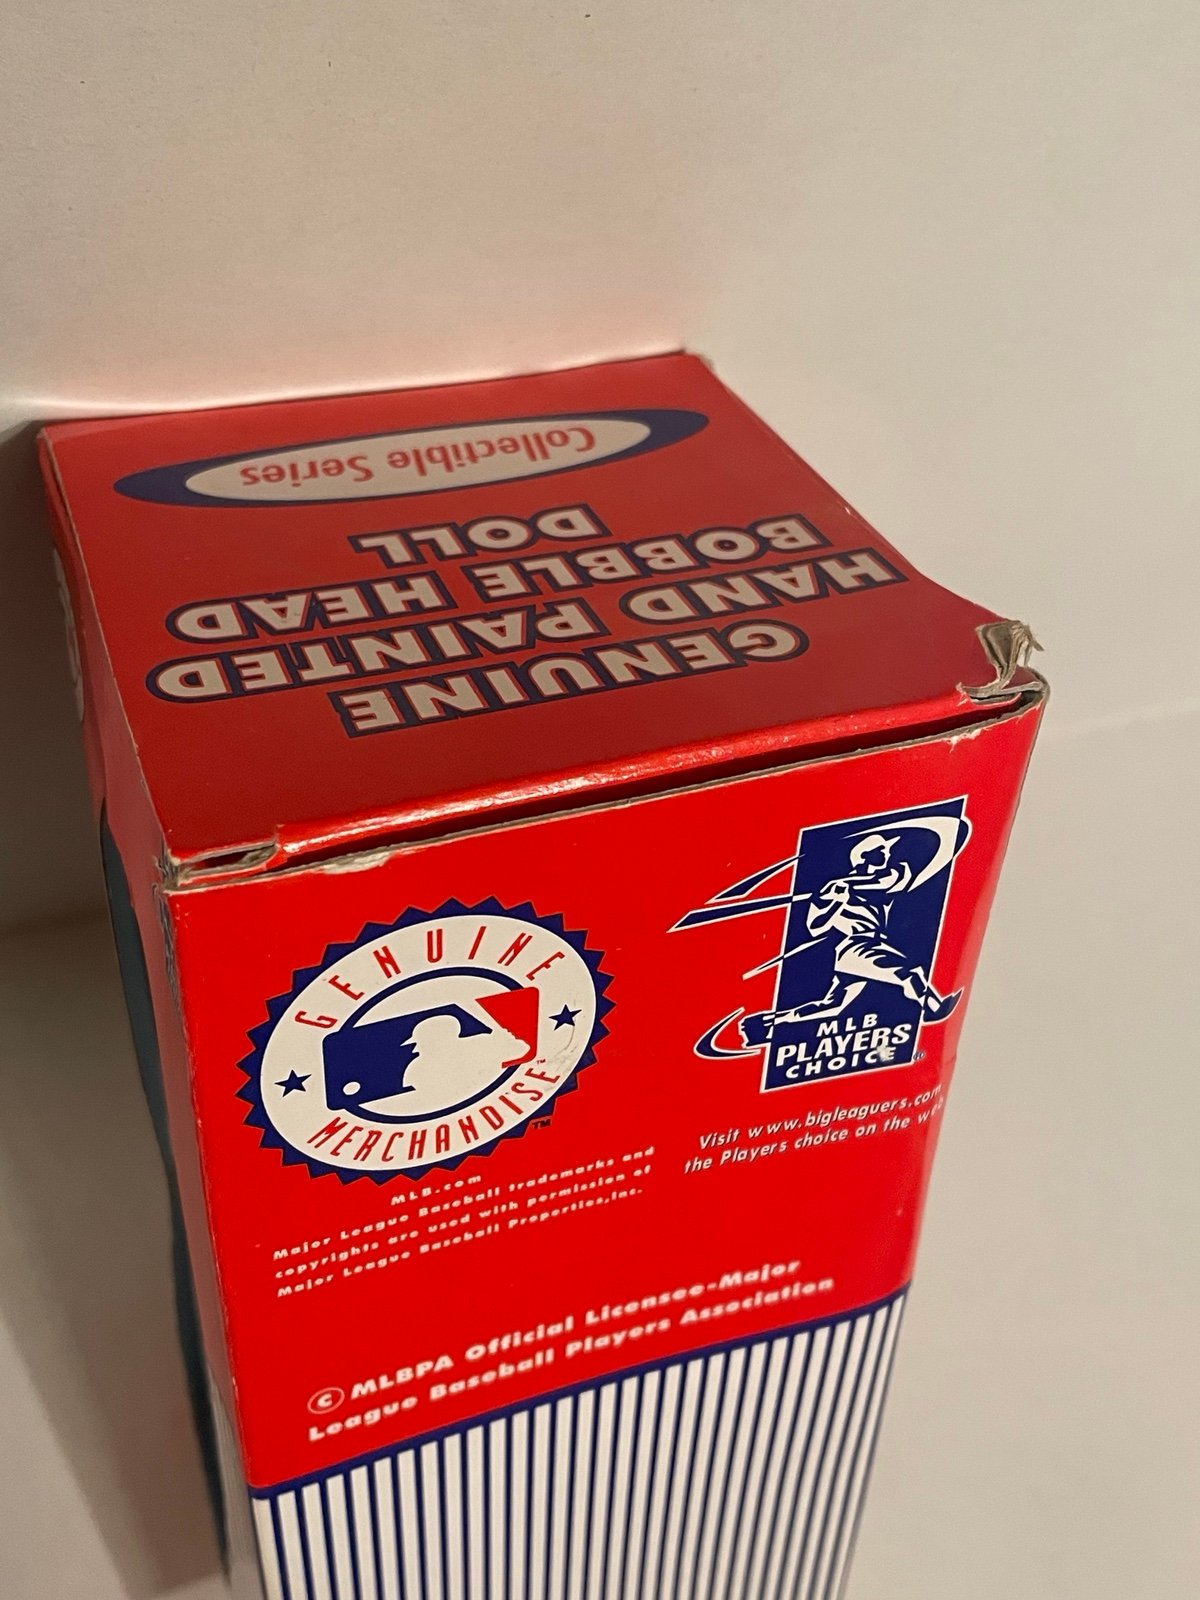 GENUINE
HAND PAINTED
BOBBLE HEAD
DOLL
Collectible Series
GENUINE
MERCHANDISE™
MLB
PLAYERS
CHOICE
Visit www.bigleaguers.com
the Players choice on the web
MLB.com
Major League Baseball trademarks and
copyrights are used with permission of
Major League Baseball Properties,Inc.
©MLBPA Official Licensee-Major
League Baseball Players Association